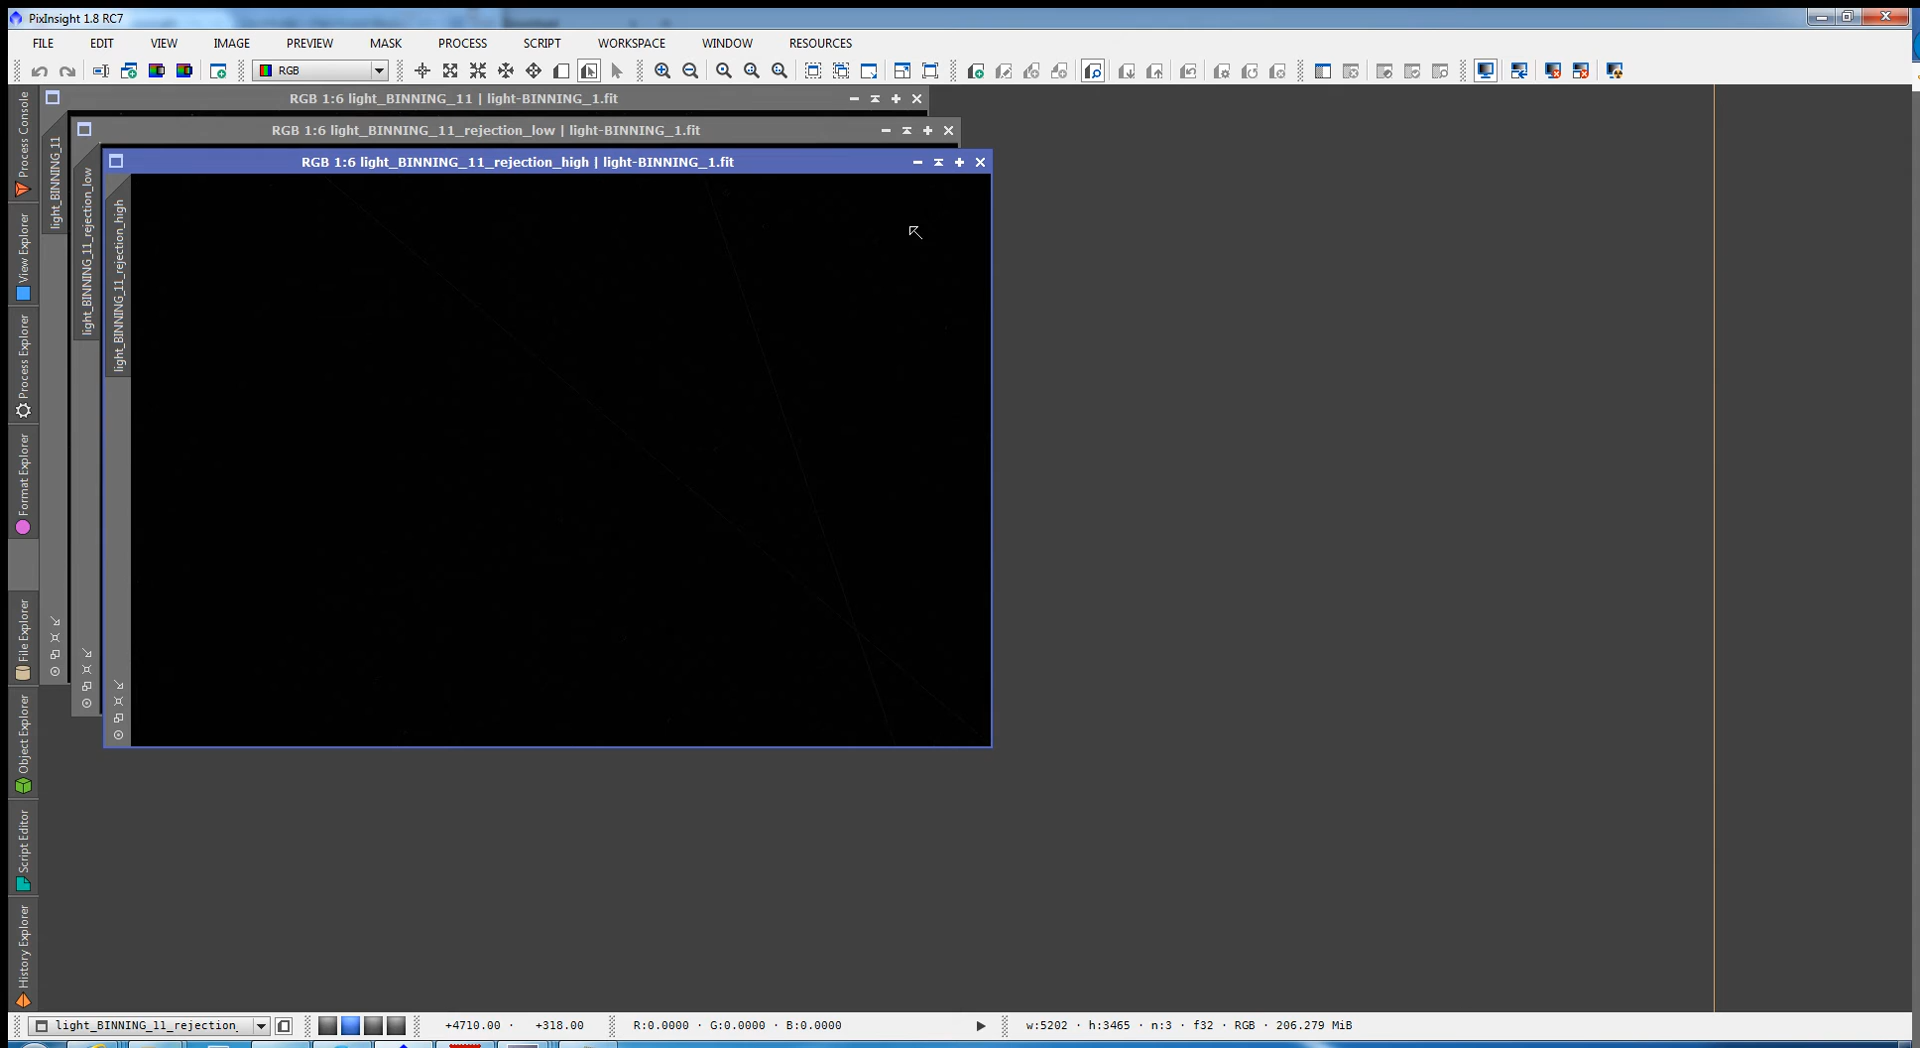 PixInsight 1.8 RC7
FILE EDIT VIEW IMAGE PREVIEW MASK PROCESS SCRIPT WORKSPACE WINDOW RESOURCES
RGB
RGB 1:6 light_BINNING_11 | light-BINNING_1.fit
RGB 1:6 light_BINNING_11_rejection_low | light-BINNING_1.fit
RGB 1:6 light_BINNING_11_rejection_high | light-BINNING_1.fit
Process Console
View Explorer
Process Explorer
Format Explorer
File Explorer
Object Explorer
Script Editor
History Explorer
light_BINNING_11
light_BINNING_11_rejection_low
light_BINNING_11_rejection_high
light_BINNING_11_rejection_ +4710.00 · +318.00 R:0.0000 · G:0.0000 · B:0.0000 w:5202 · h:3465 · n:3 · f32 · RGB · 206.279 MiB